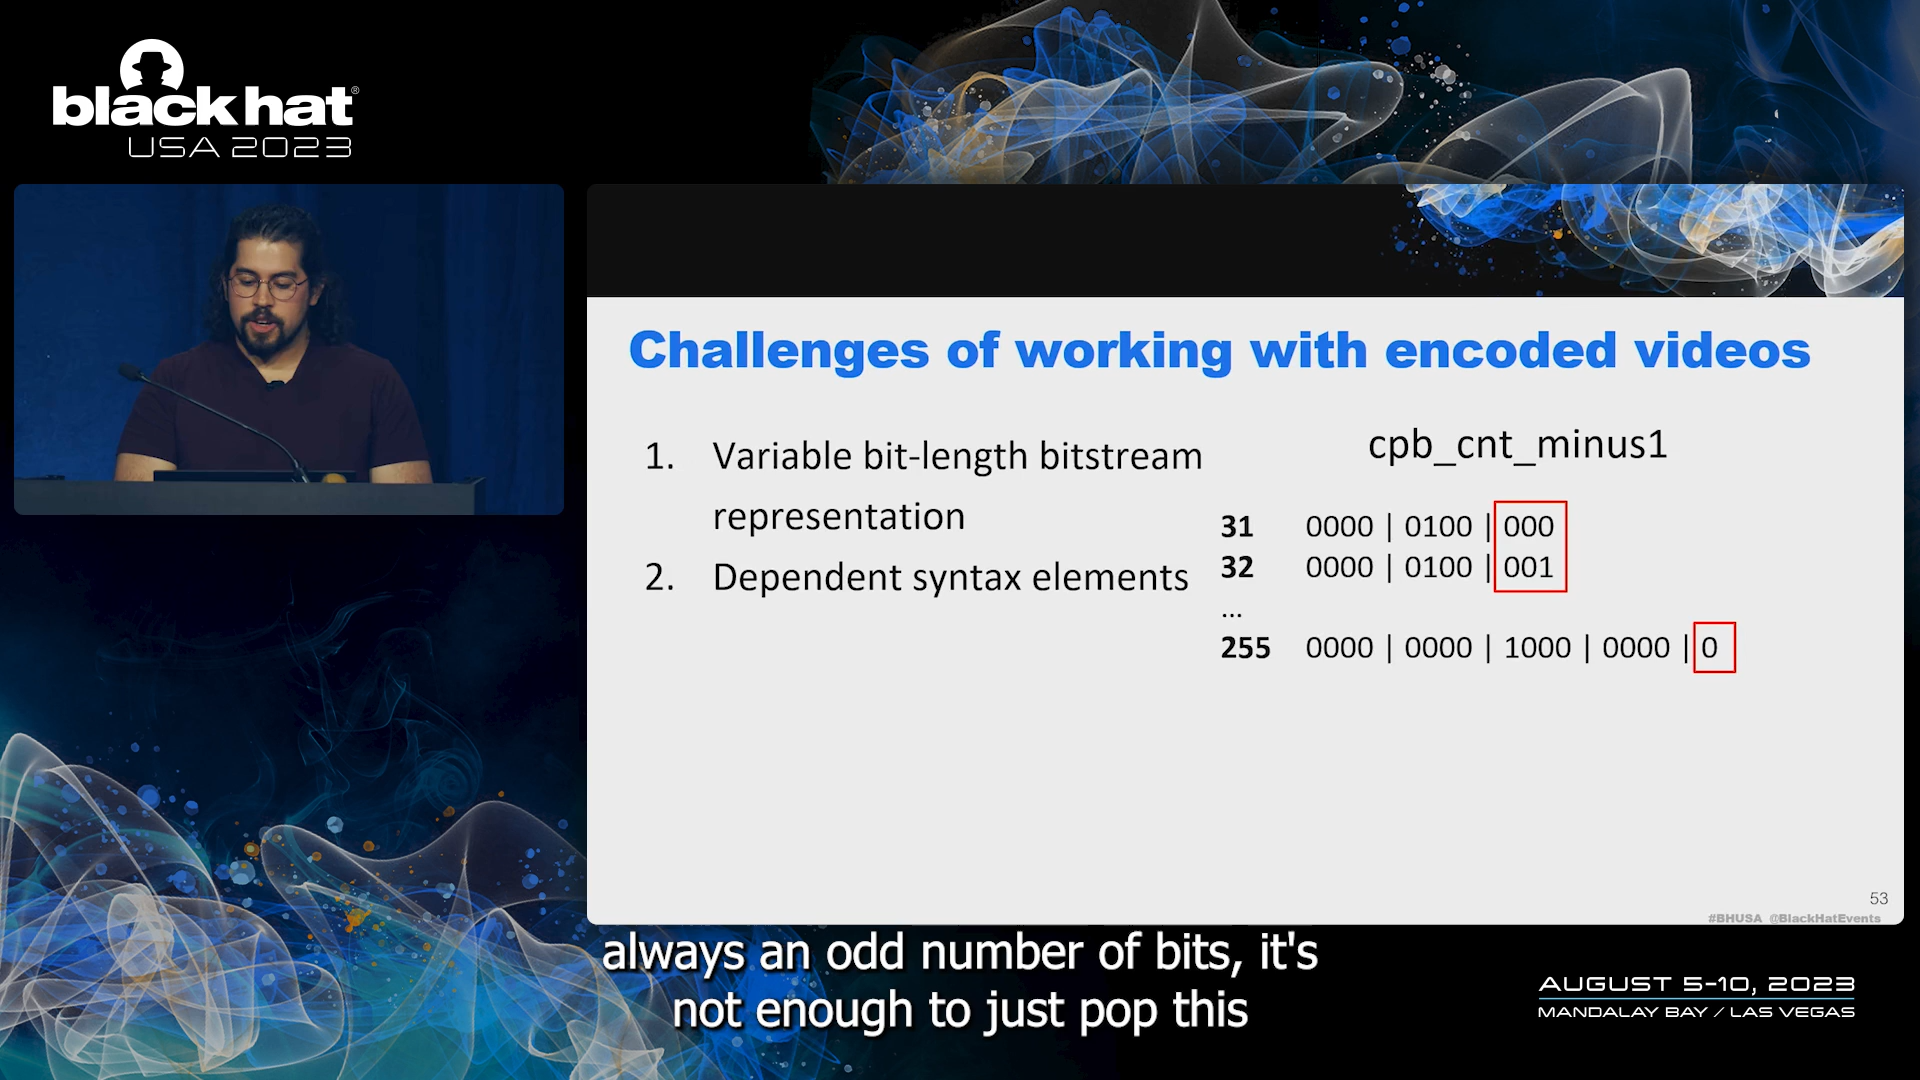 blackhat®
USA 2023
Challenges of working with encoded videos
1. Variable bit-length bitstream
representation
2. Dependent syntax elements
cpb_cnt_minus1
31 0000 | 0100 | 000
32 0000 | 0100 | 001
...
255 0000 | 0000 | 1000 | 0000 | 0
53
#BHUSA @BlackHatEvents
always an odd number of bits, it's
not enough to just pop this
AUGUST 5-10, 2023
MANDALAY BAY / LAS VEGAS